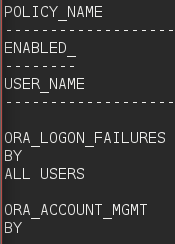 POLICY_NAME
--------------------
ENABLED_
--------
USER_NAME
--------------------
ORA_LOGON_FAILURES
BY
ALL USERS
ORA_ACCOUNT_MGMT
BY